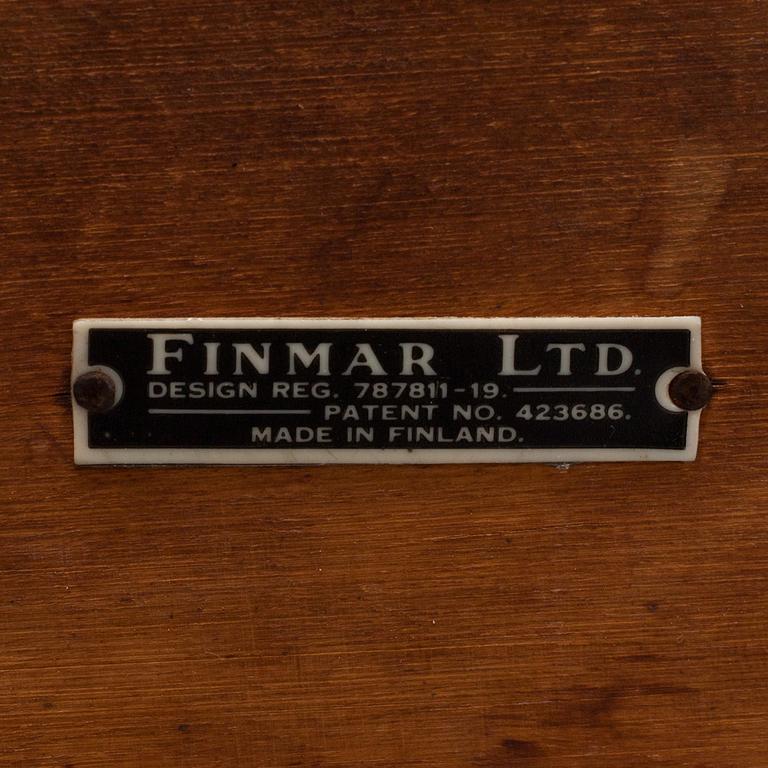 FINMAR LTD.
DESIGN REG. 787811-19.
PATENT NO. 423686.
MADE IN FINLAND.